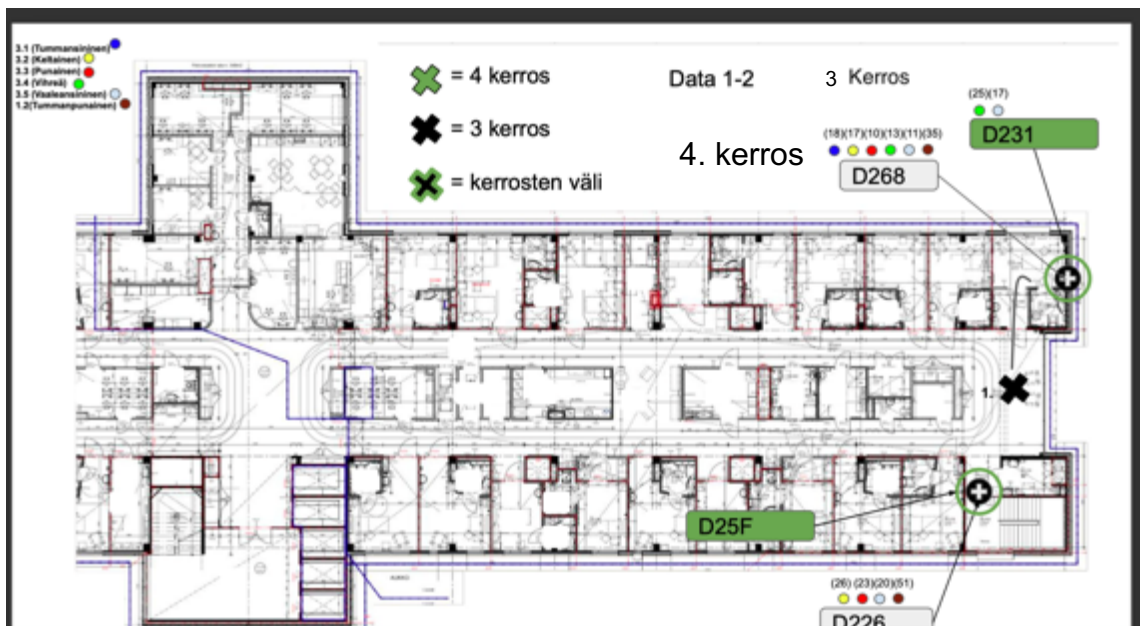 3.1 (Tummansininen)
3.2 (Keltainen)
3.3 (Punainen)
3.4 (Vihreä)
3.5 (Vaaleansininen)
1.2(Tummanpunainen)
= 4 kerros
= 3 kerros
= kerrosten väli
Data 1-2
3 Kerros
4. kerros
(25)(17)
D231
(18)(17)(10)(13)(11)(35)
D268
1.
D25F
(26) (23)(20)(51)
D226